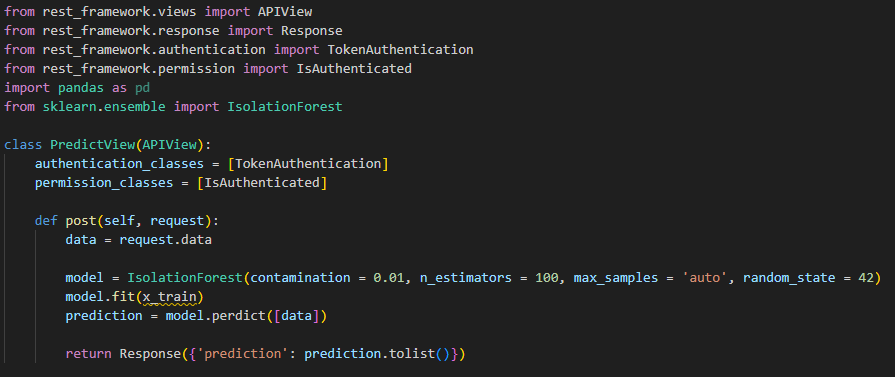 from rest_framework.views import APIView
from rest_framework.response import Response
from rest_framework.authentication import TokenAuthentication
from rest_framework.permission import IsAuthenticated
import pandas as pd
from sklearn.ensemble import IsolationForest
class PredictView(APIView):
authentication_classes = [TokenAuthentication]
permission_classes = [IsAuthenticated]
def post(self, request):
data = request.data
model = IsolationForest(contamination = 0.01, n_estimators = 100, max_samples = 'auto', random_state = 42)
model.fit(x_train)
prediction = model.perdict([data])
return Response({'prediction': prediction.tolist()})